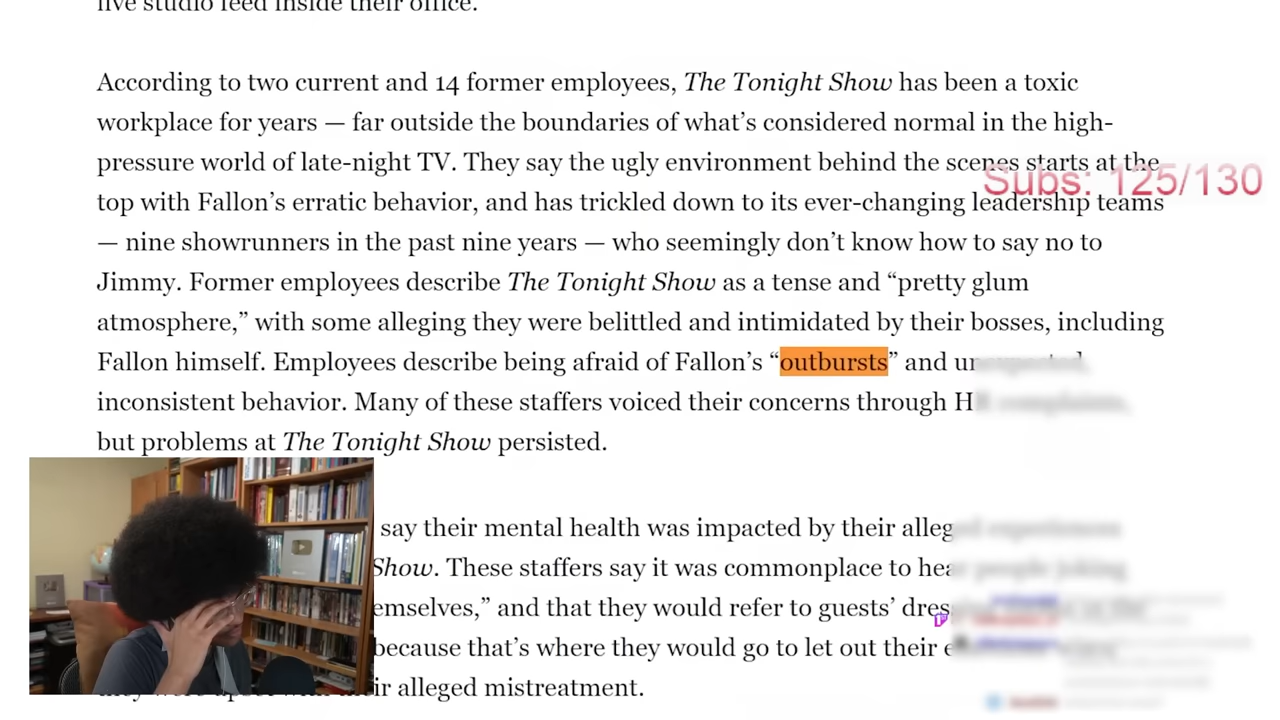 live studio feed inside their office.
According to two current and 14 former employees, The Tonight Show has been a toxic
workplace for years — far outside the boundaries of what’s considered normal in the high-
pressure world of late-night TV. They say the ugly environment behind the scenes starts at the
Subs: 125/130
top with Fallon’s erratic behavior, and has trickled down to its ever-changing leadership teams
— nine showrunners in the past nine years — who seemingly don’t know how to say no to
Jimmy. Former employees describe The Tonight Show as a tense and “pretty glum
atmosphere,” with some alleging they were belittled and intimidated by their bosses, including
Fallon himself. Employees describe being afraid of Fallon’s “outbursts” and
inconsistent behavior. Many of these staffers voiced their concerns through
but problems at The Tonight Show persisted.
say their mental health was impacted by their
Show. These staffers say it was commonplace to
emselves,” and that they would refer to guests’
because that’s where they would go to let out their
alleged mistreatment.